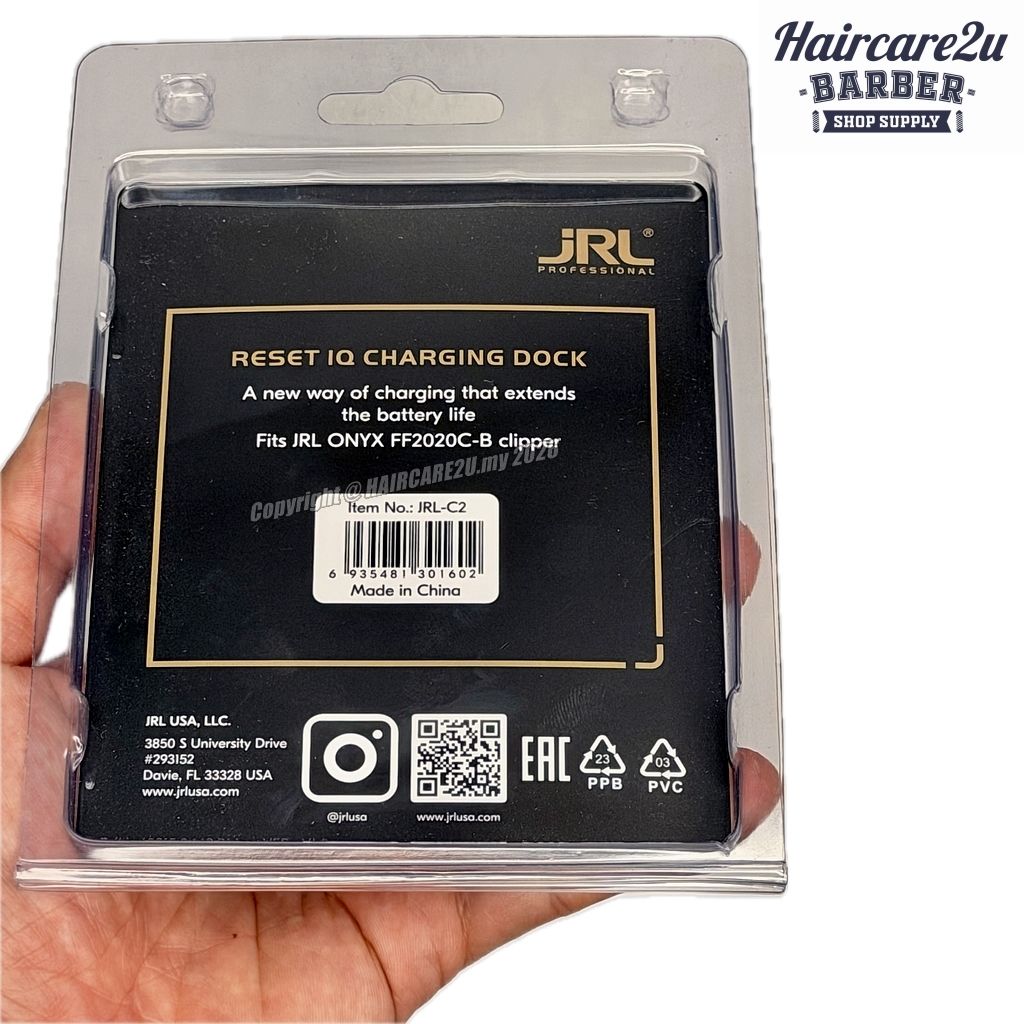 Haircare2u
BARBER
SHOP SUPPLY
JRL®
PROFESSIONAL
RESET IQ CHARGING DOCK
A new way of charging that extends
the battery life
Fits JRL ONYX FF2020C-B clipper
Copyright @ HAIRCARE2U.my 2026
Item No.: JRL-C2
6 935481 301602
Made in China
JRL USA, LLC.
3850 S University Drive
#293152
Davie, FL 33328 USA
www.jrlusa.com
@jrlusa
www.jrlusa.com
EAC
23
PPB
03
PVC